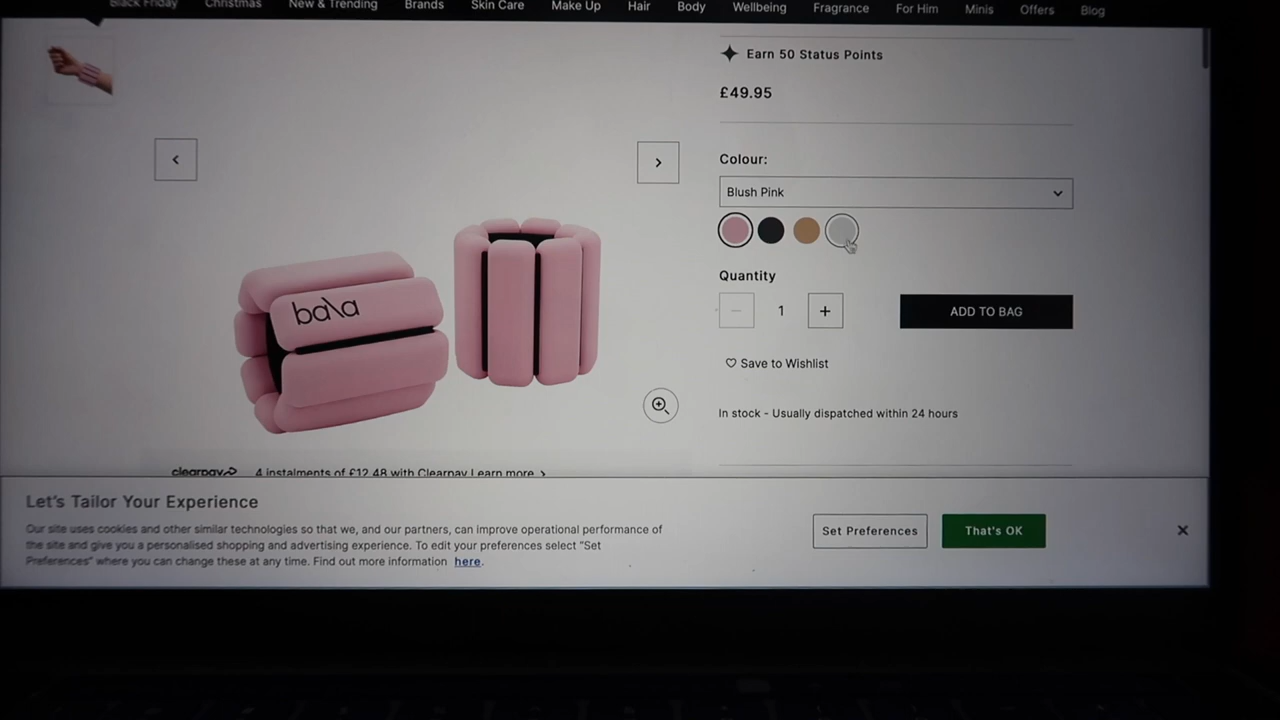 Black Friday Christmas New & Trending Brands Skin Care Make Up Hair Body Wellbeing Fragrance For Him Minis Offers Blog
Earn 50 Status Points
£49.95
Colour:
Blush Pink
Quantity
1
ADD TO BAG
Save to Wishlist
In stock - Usually dispatched within 24 hours
bala
clearpay 4 instalments of £12.48 with Clearpay Learn more
Let's Tailor Your Experience
Our site uses cookies and other similar technologies so that we, and our partners, can improve operational performance of
the site and give you a personalised shopping and advertising experience. To edit your preferences select "Set
Preferences" where you can change these at any time. Find out more information here.
Set Preferences
That's OK